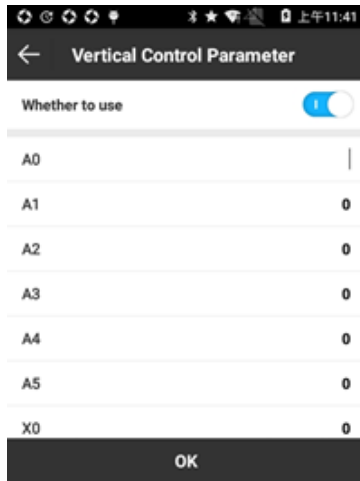 上午11:41
Vertical Control Parameter
Whether to use
A0
A1 0
A2 0
A3 0
A4 0
A5 0
X0 0
OK